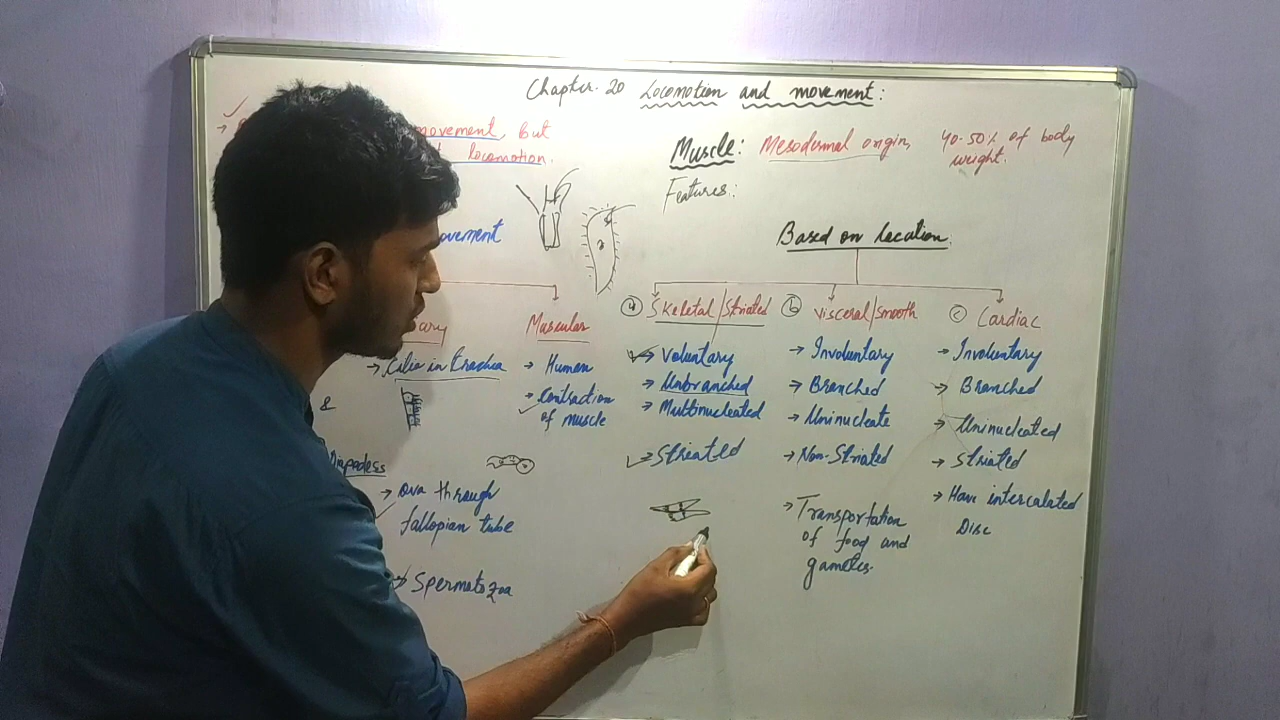 Chapter. 20 Locomotion and movement:
movement, But
locomotion.
ovement
Muscular
→ Cilia in Trachea
→ Human
→ Contraction
of muscle
&
→ Ova through
fallopian tube
→ Spermatozoa
Muscle: Mesodermal origin, 40-50% of body
weight.
Features:
Based on location.
(a) Skeletal/Striated
→ Voluntary
→ Unbranched
→ Multinucleated
→ Striated
(b) Visceral/smooth
→ Involuntary
→ Branched
→ Uninucleate
→ Non-Striated
→ Transportation
of food and
gametes.
(c) Cardiac
→ Involuntary
→ Branched
→ Uninucleated
→ Striated
→ Have intercalated
Disc